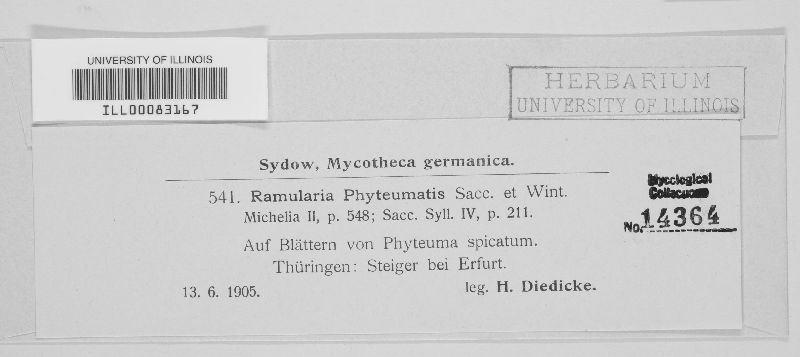 UNIVERSITY OF ILLINOIS
ILL00083167
HERBARIUM
UNIVERSITY OF ILLINOIS
Sydow, Mycotheca germanica.
541. Ramularia Phyteumatis Sacc. et Wint.
Michelia II, p. 548; Sacc. Syll. IV, p. 211.
Auf Blättern von Phyteuma spicatum.
Thüringen: Steiger bei Erfurt.
13. 6. 1905. leg. H. Diedicke.
Mycological
No. 14364